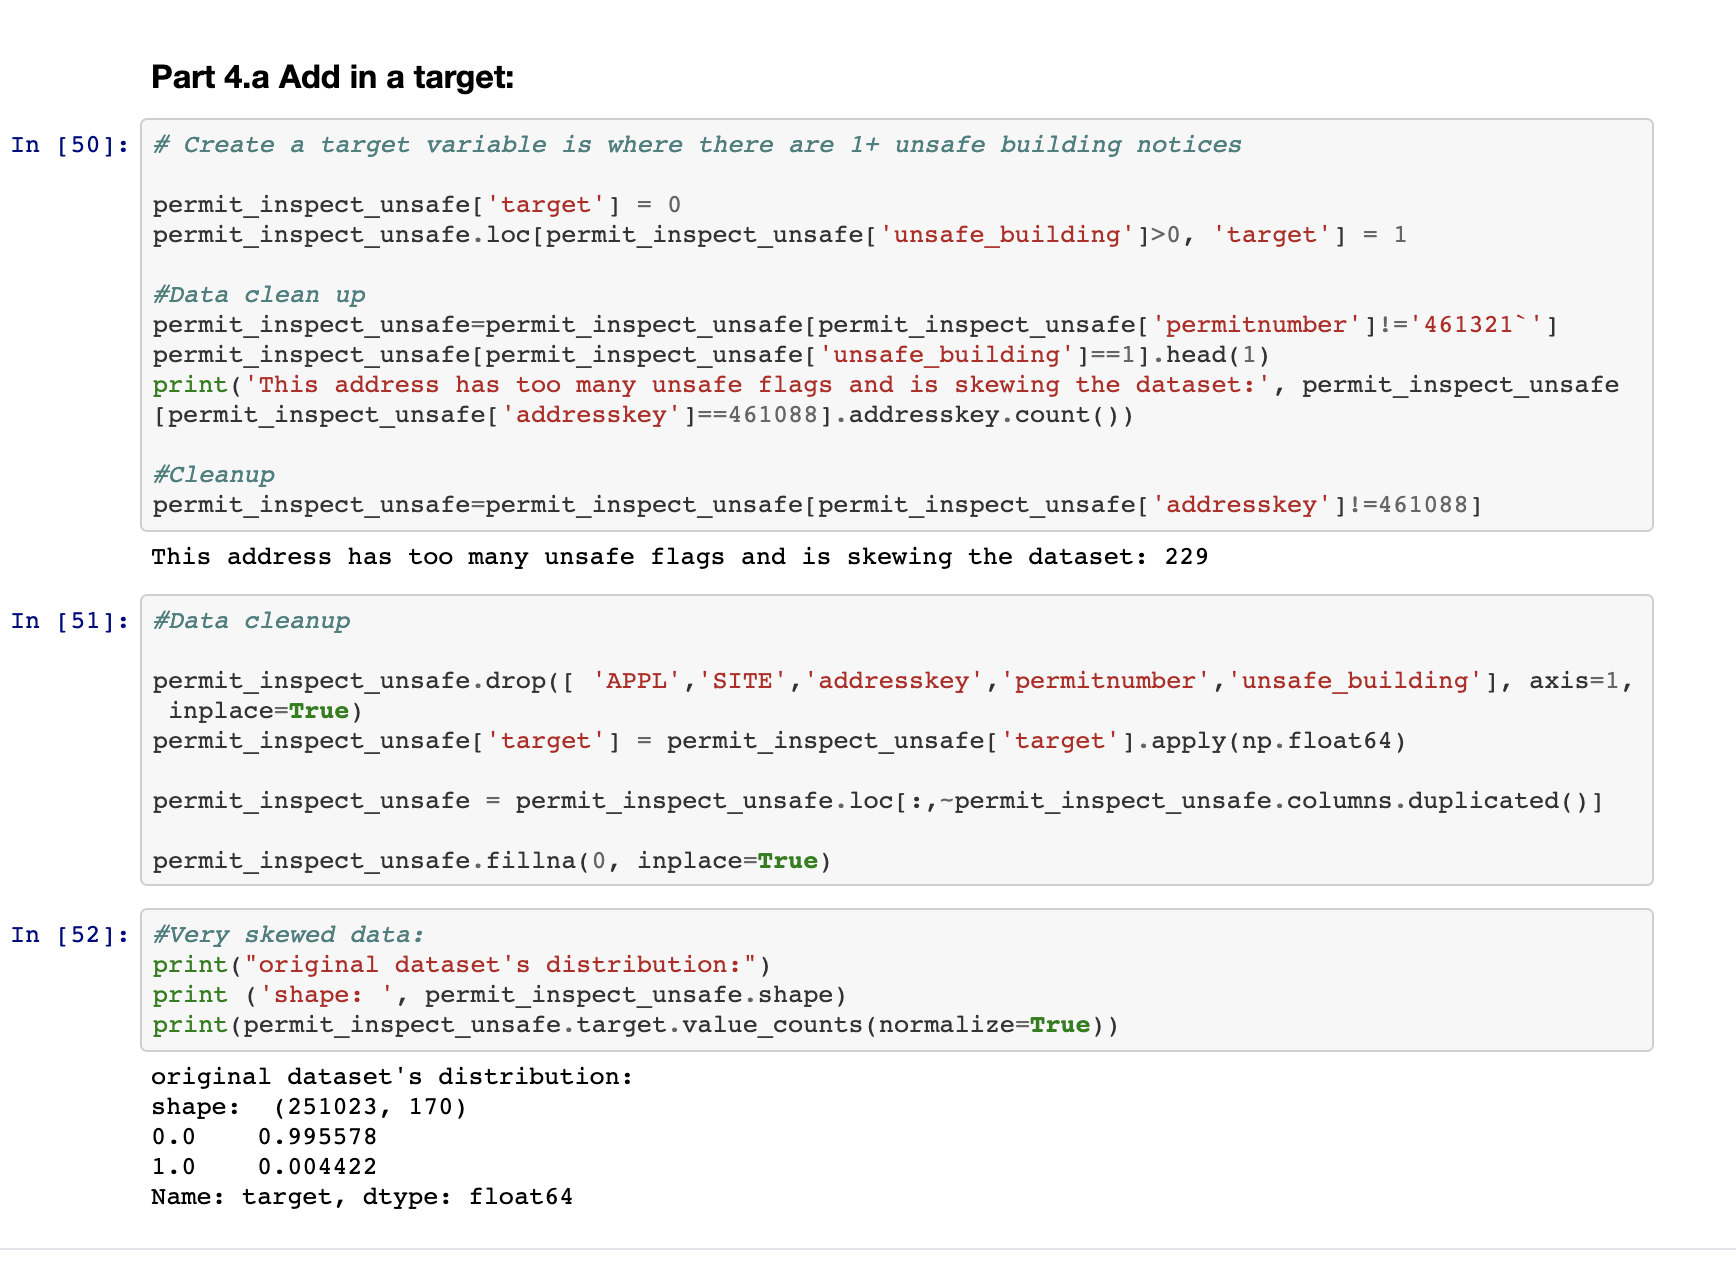 Part 4.a Add in a target:
In [50]:
# Create a target variable is where there are 1+ unsafe building notices
permit_inspect_unsafe['target'] = 0
permit_inspect_unsafe.loc[permit_inspect_unsafe['unsafe_building']>0, 'target'] = 1
#Data clean up
permit_inspect_unsafe=permit_inspect_unsafe[permit_inspect_unsafe['permitnumber']!='461321`']
permit_inspect_unsafe[permit_inspect_unsafe['unsafe_building']==1].head(1)
print('This address has too many unsafe flags and is skewing the dataset:', permit_inspect_unsafe
[permit_inspect_unsafe['addresskey']==461088].addresskey.count())
#Cleanup
permit_inspect_unsafe=permit_inspect_unsafe[permit_inspect_unsafe['addresskey']!=461088]
This address has too many unsafe flags and is skewing the dataset: 229
In [51]:
#Data cleanup
permit_inspect_unsafe.drop([ 'APPL','SITE','addresskey','permitnumber','unsafe_building'], axis=1,
inplace=True)
permit_inspect_unsafe['target'] = permit_inspect_unsafe['target'].apply(np.float64)
permit_inspect_unsafe = permit_inspect_unsafe.loc[:,~permit_inspect_unsafe.columns.duplicated()]
permit_inspect_unsafe.fillna(0, inplace=True)
In [52]:
#Very skewed data:
print("original dataset's distribution:")
print ('shape: ', permit_inspect_unsafe.shape)
print(permit_inspect_unsafe.target.value_counts(normalize=True))
original dataset's distribution:
shape:  (251023, 170)
0.0    0.995578
1.0    0.004422
Name: target, dtype: float64